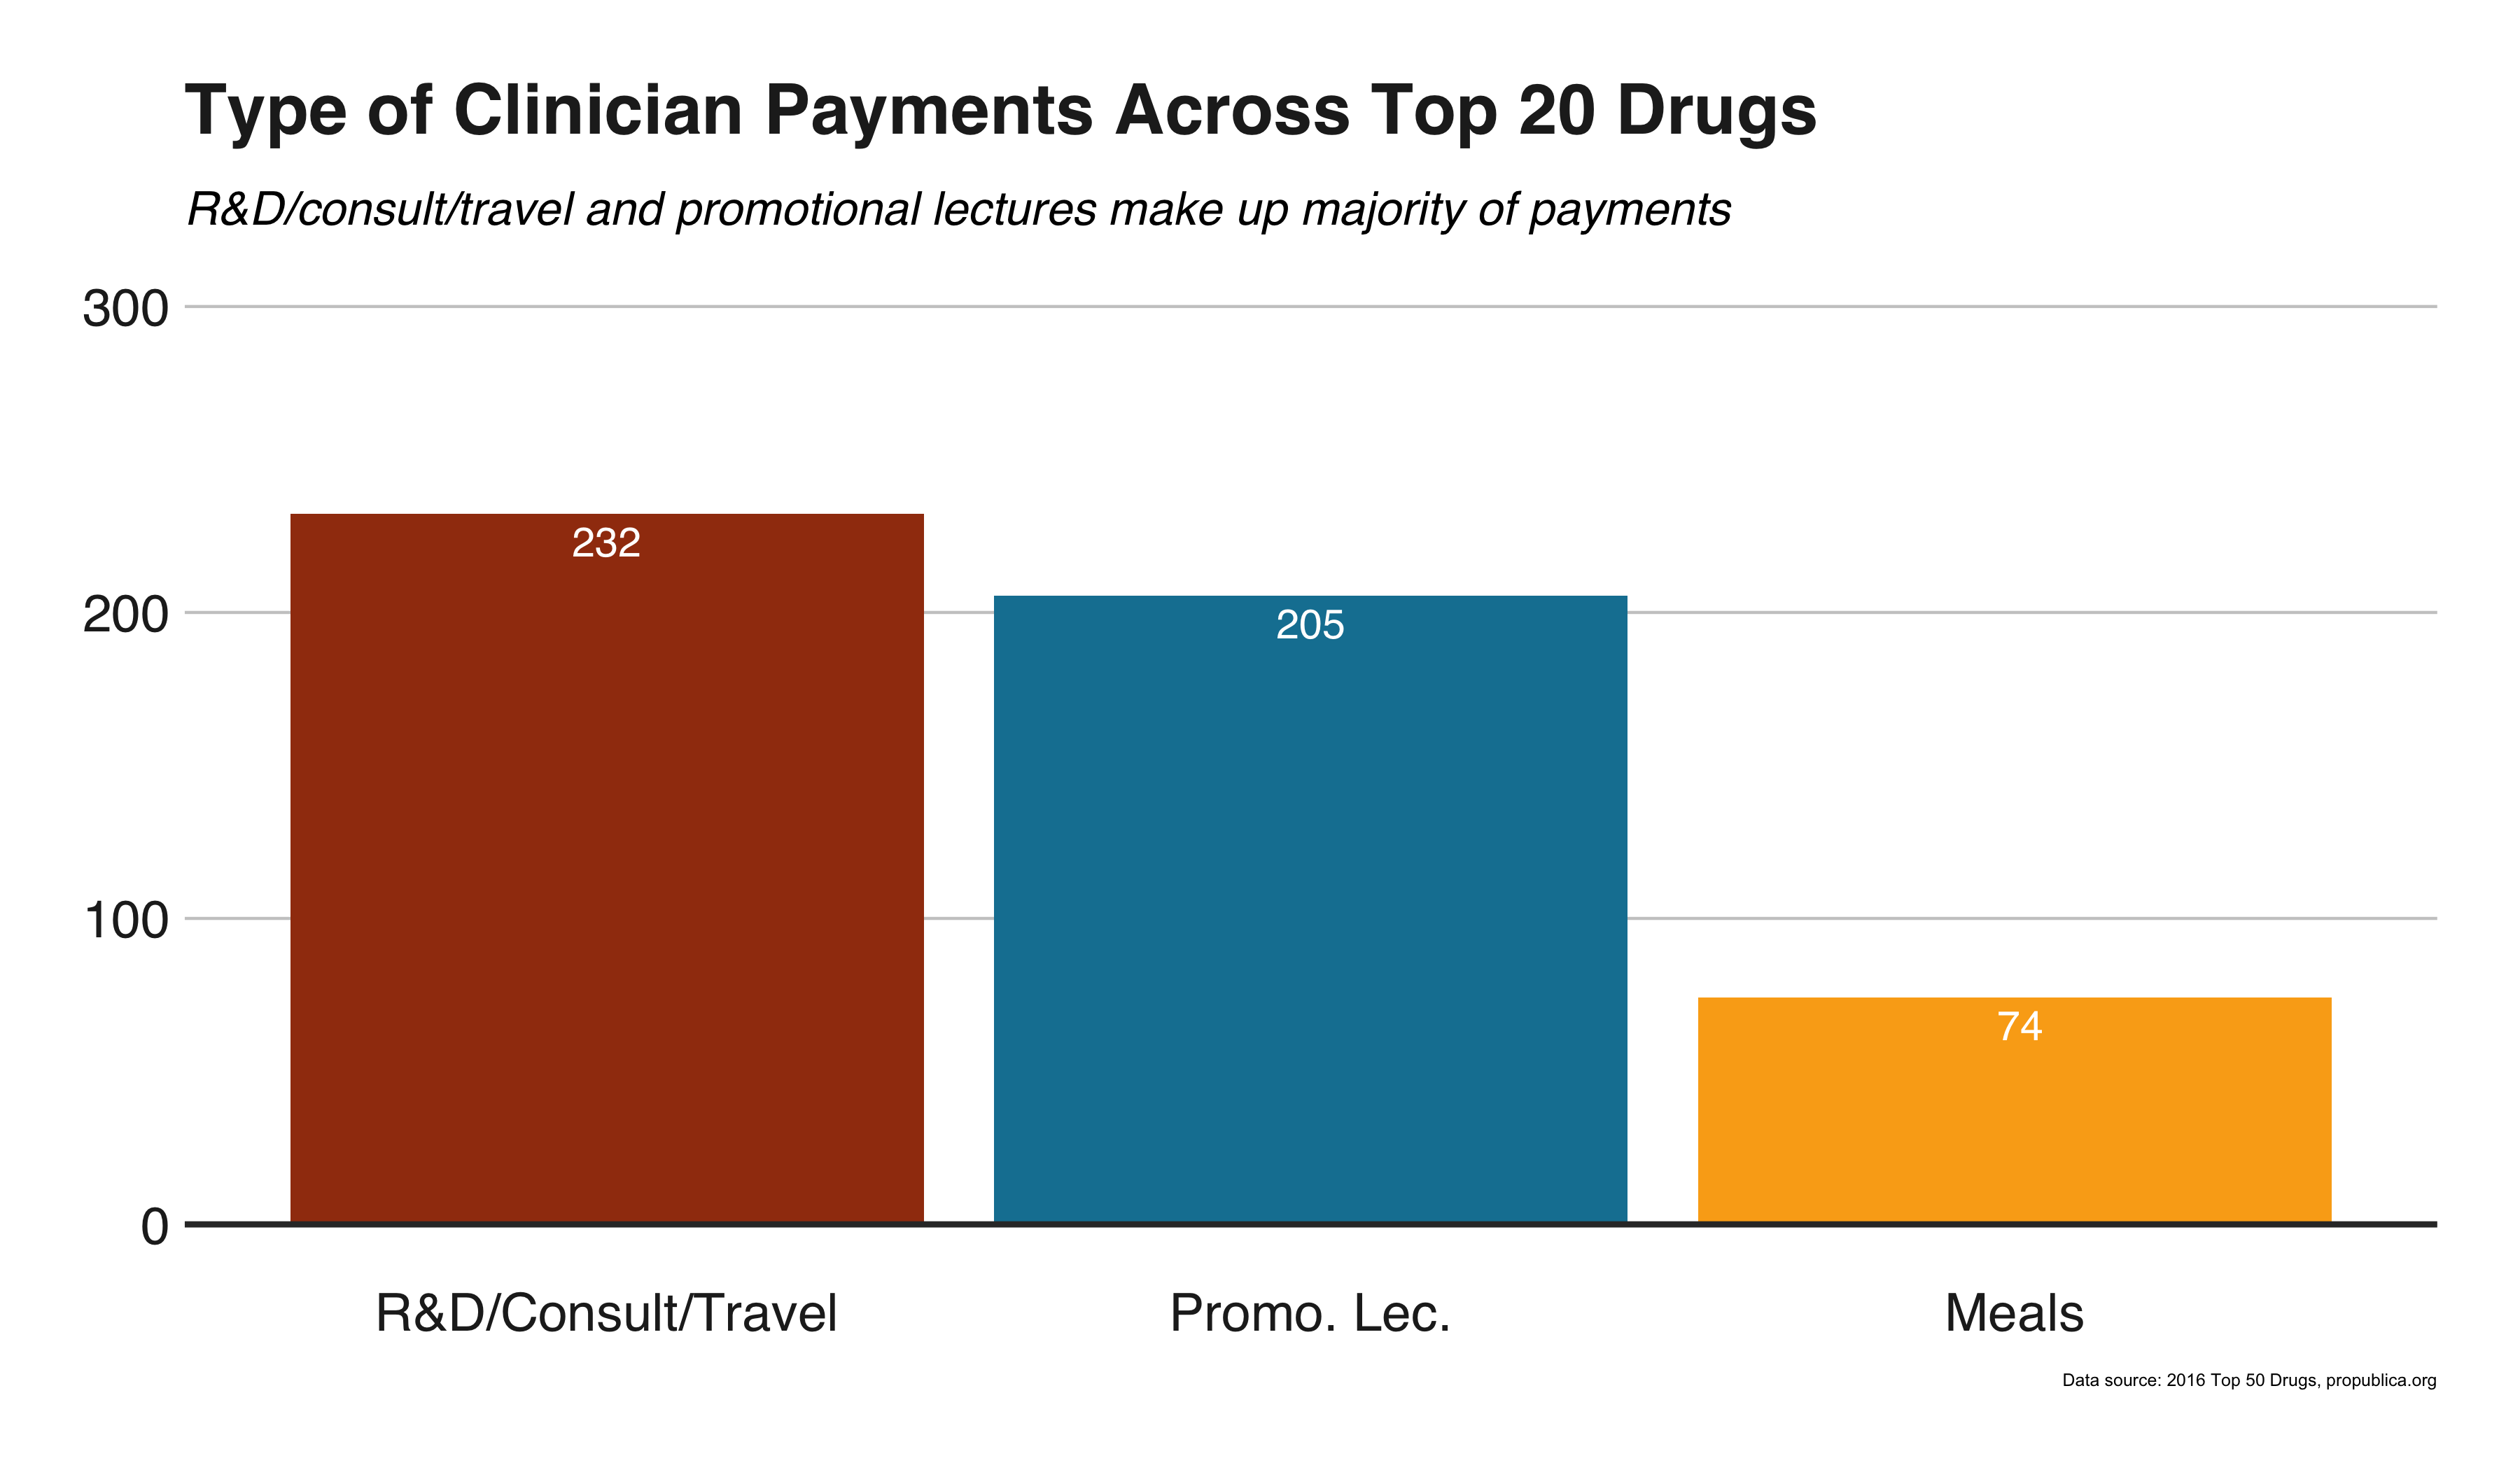 Type of Clinician Payments Across Top 20 Drugs
R&D/consult/travel and promotional lectures make up majority of payments
300
200
100
0
232
205
74
R&D/Consult/Travel
Promo. Lec.
Meals
Data source: 2016 Top 50 Drugs, propublica.org